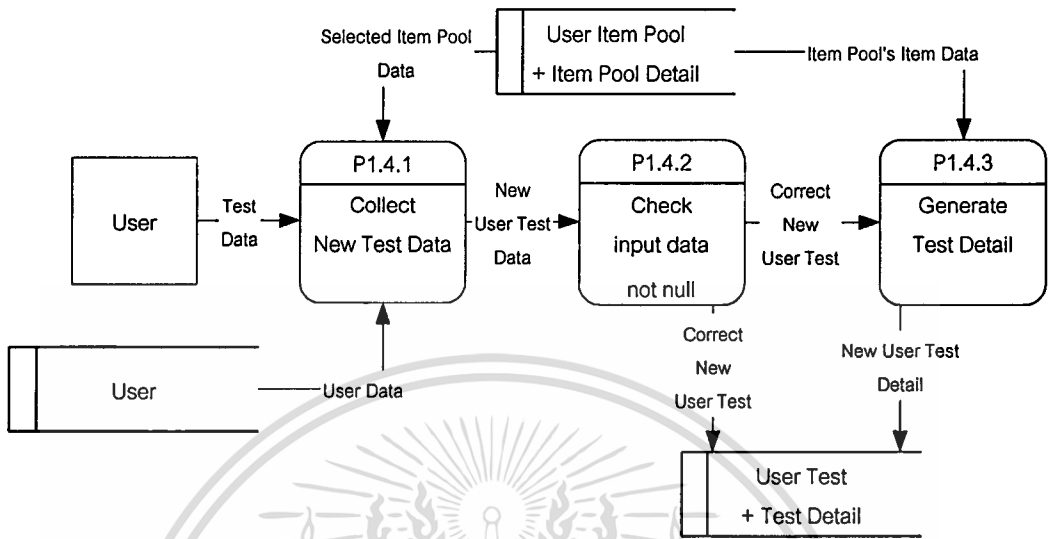 Selected Item Pool
Data
User Item Pool
+ Item Pool Detail
Item Pool's Item Data
User
Test
Data
P1.4.1
Collect
New Test Data
New
User Test
Data
P1.4.2
Check
input data
not null
Correct
New
User Test
P1.4.3
Generate
Test Detail
User
User Data
Correct
New
User Test
New User Test
Detail
User Test
+ Test Detail